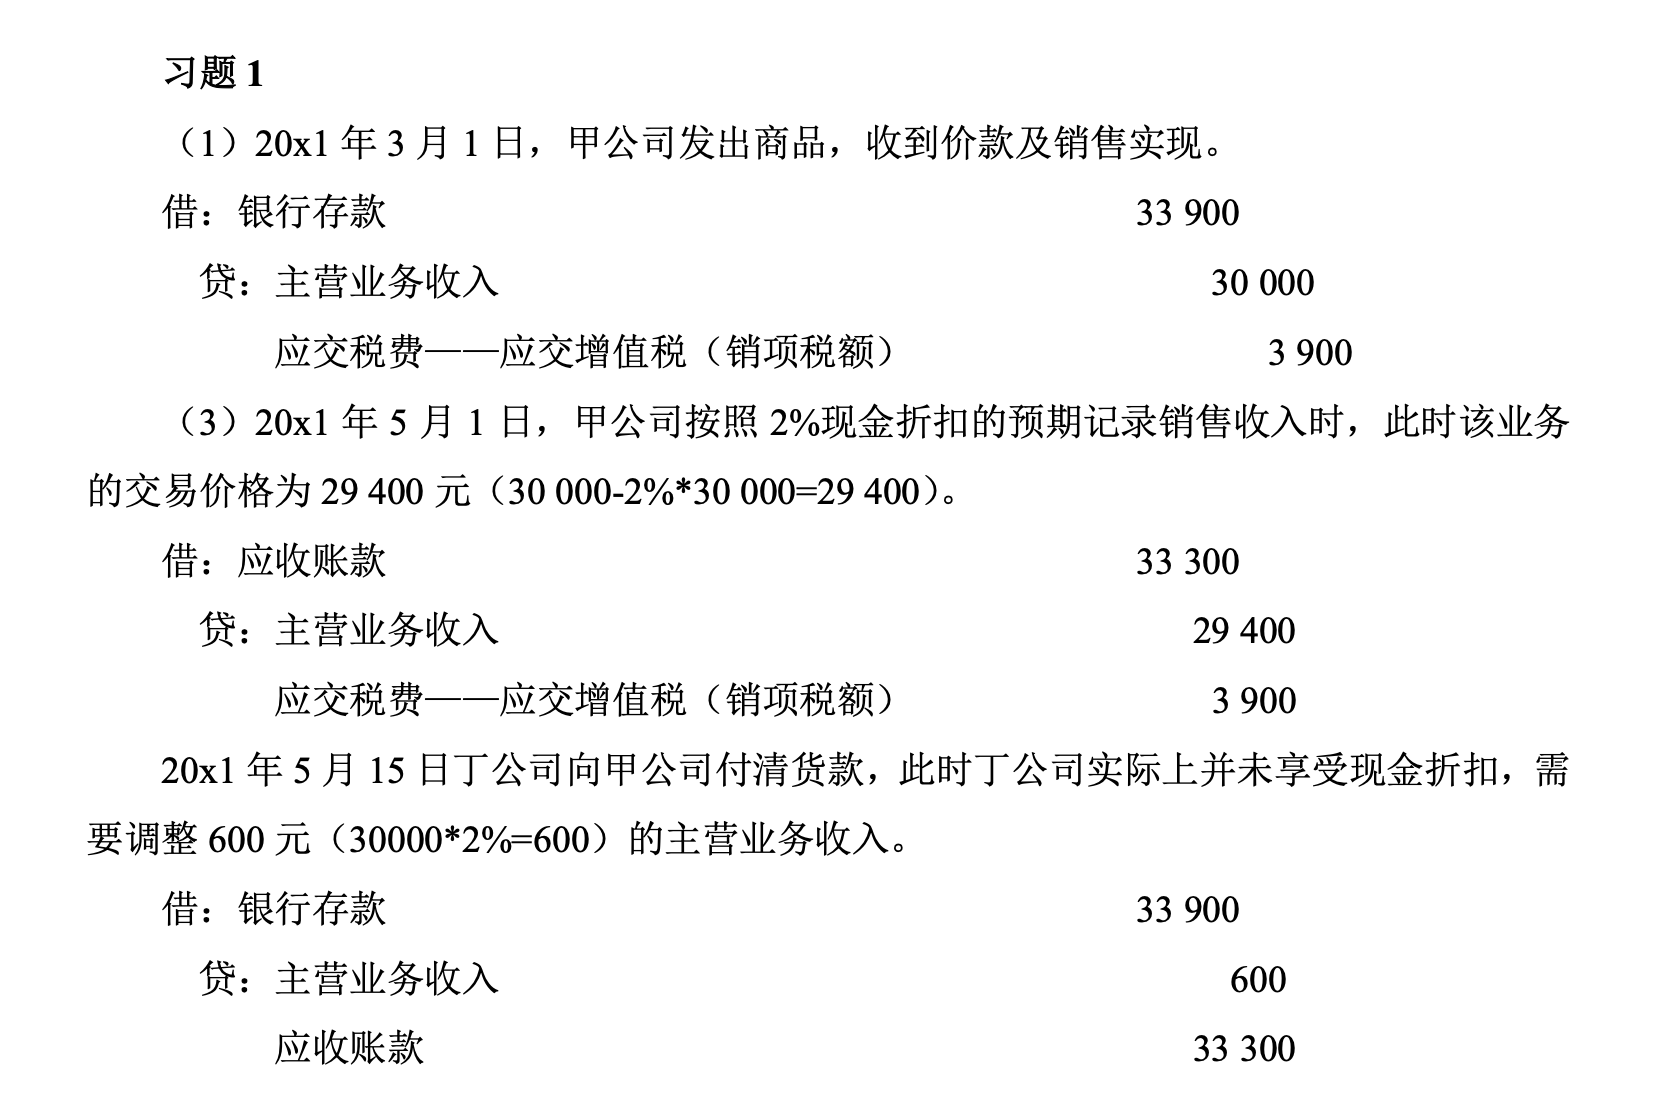 习题 1
（1）20x1 年 3 月 1 日，甲公司发出商品，收到价款及销售实现。
借：银行存款 33 900
贷：主营业务收入 30 000
应交税费——应交增值税（销项税额） 3 900
（3）20x1 年 5 月 1 日，甲公司按照 2%现金折扣的预期记录销售收入时，此时该业务
的交易价格为 29 400 元（30 000-2%*30 000=29 400）。
借：应收账款 33 300
贷：主营业务收入 29 400
应交税费——应交增值税（销项税额） 3 900
20x1 年 5 月 15 日丁公司向甲公司付清货款，此时丁公司实际上并未享受现金折扣，需
要调整 600 元（30000*2%=600）的主营业务收入。
借：银行存款 33 900
贷：主营业务收入 600
应收账款 33 300